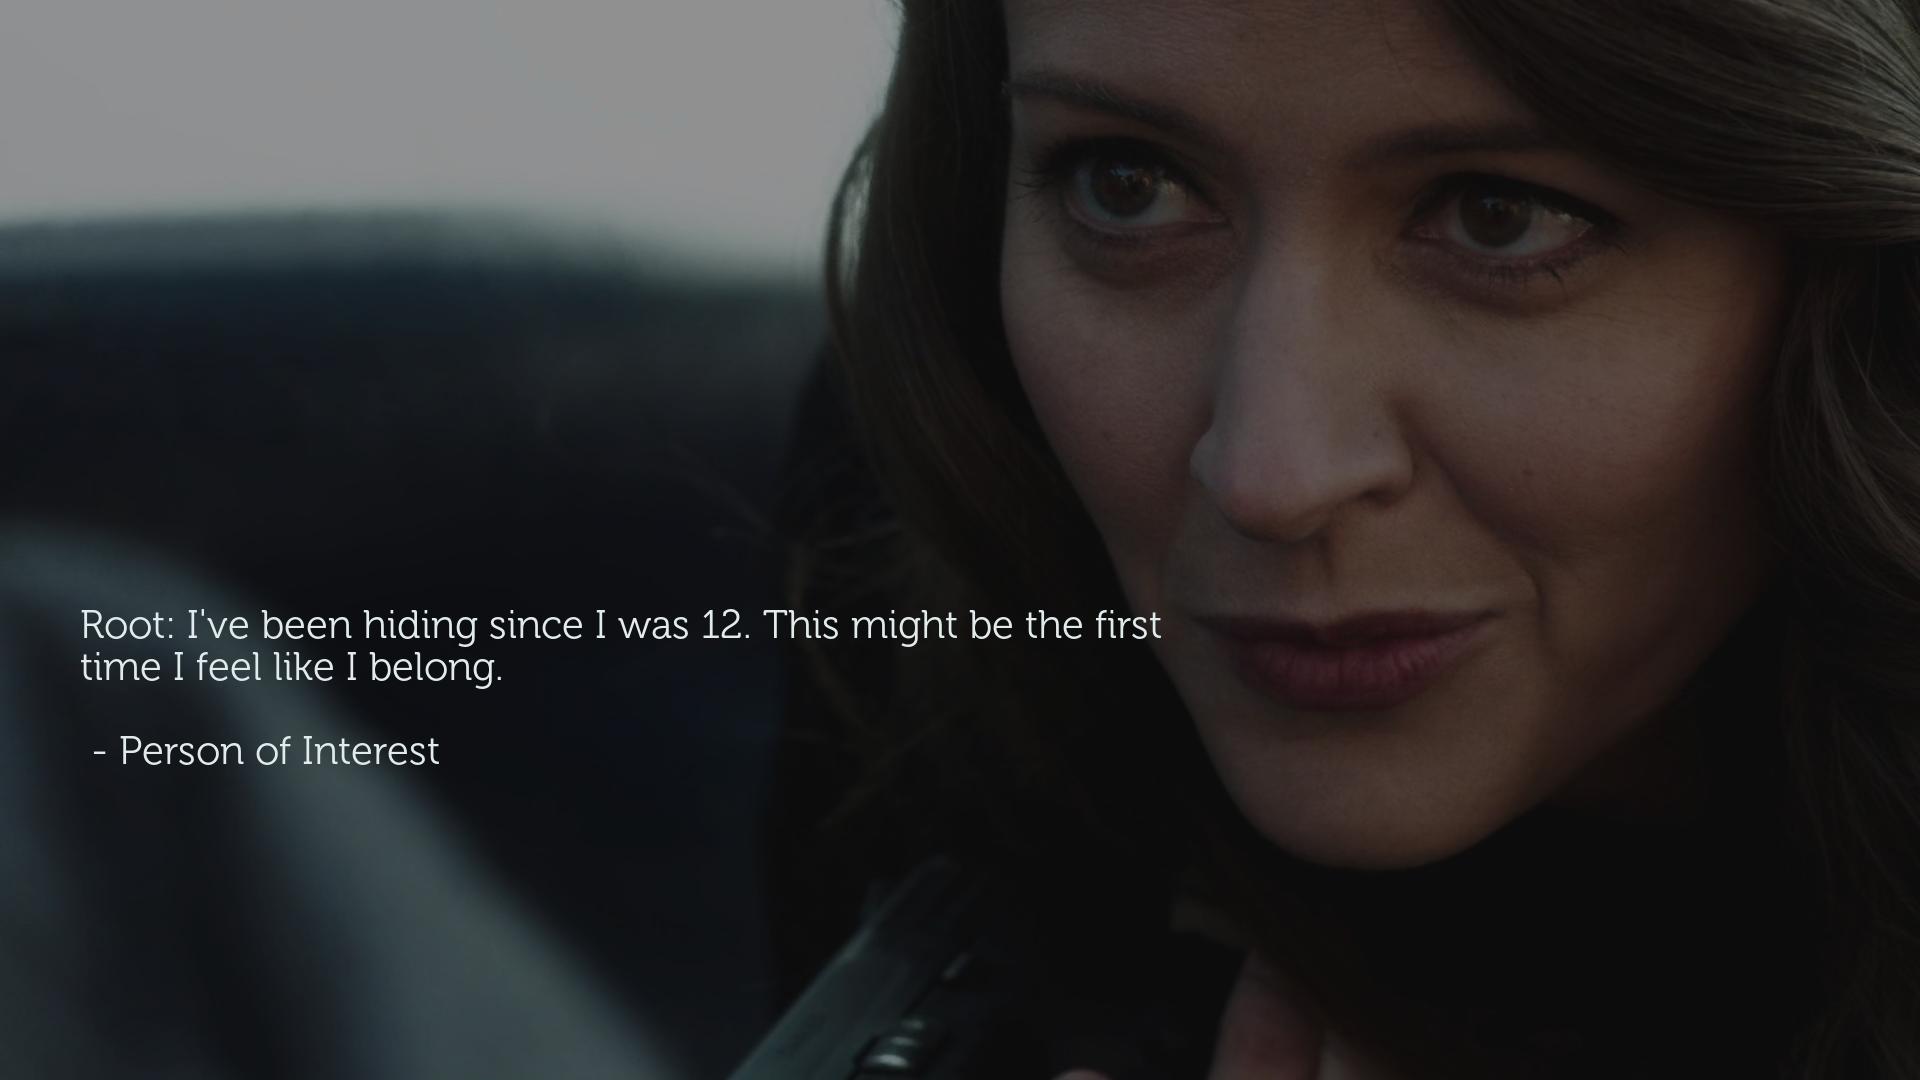 Root: I've been hiding since I was 12. This might be the first
time I feel like I belong.
- Person of Interest